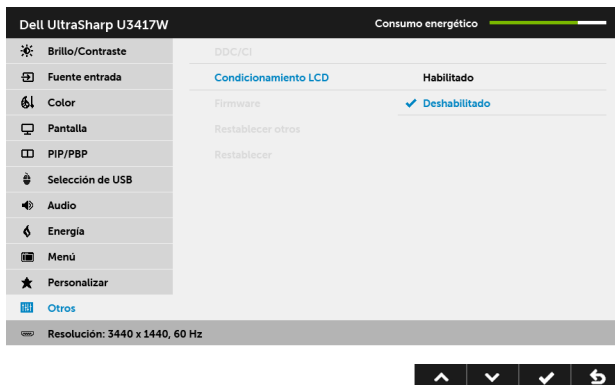 Dell UltraSharp U3417W
Consumo energético
Brillo/Contraste
DDC/CI
Fuente entrada
Condicionamiento LCD
Habilitado
Color
Firmware
Deshabilitado
Pantalla
Restablecer otros
PIP/PBP
Restablecer
Selección de USB
Audio
Energía
Menú
Personalizar
Otros
Resolución: 3440 x 1440, 60 Hz